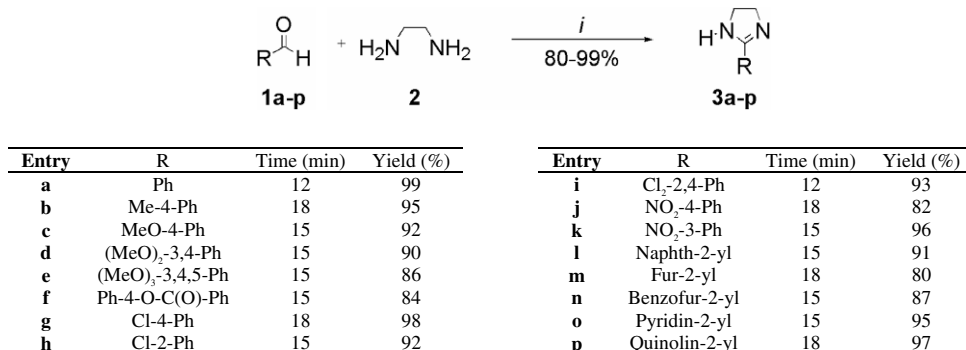 O
R H + H₂N NH₂ i 80-99% H N N R
1a-p 2 3a-p
Entry R Time (min) Yield (%)
a Ph 12 99
b Me-4-Ph 18 95
c MeO-4-Ph 15 92
d (MeO)₂-3,4-Ph 15 90
e (MeO)₃-3,4,5-Ph 15 86
f Ph-4-O-C(O)-Ph 15 84
g Cl-4-Ph 18 98
h Cl-2-Ph 15 92
Entry R Time (min) Yield (%)
i Cl₂-2,4-Ph 12 93
j NO₂-4-Ph 18 82
k NO₂-3-Ph 15 96
l Naphth-2-yl 15 91
m Fur-2-yl 18 80
n Benzofur-2-yl 15 87
o Pyridin-2-yl 15 95
p Quinolin-2-yl 18 97